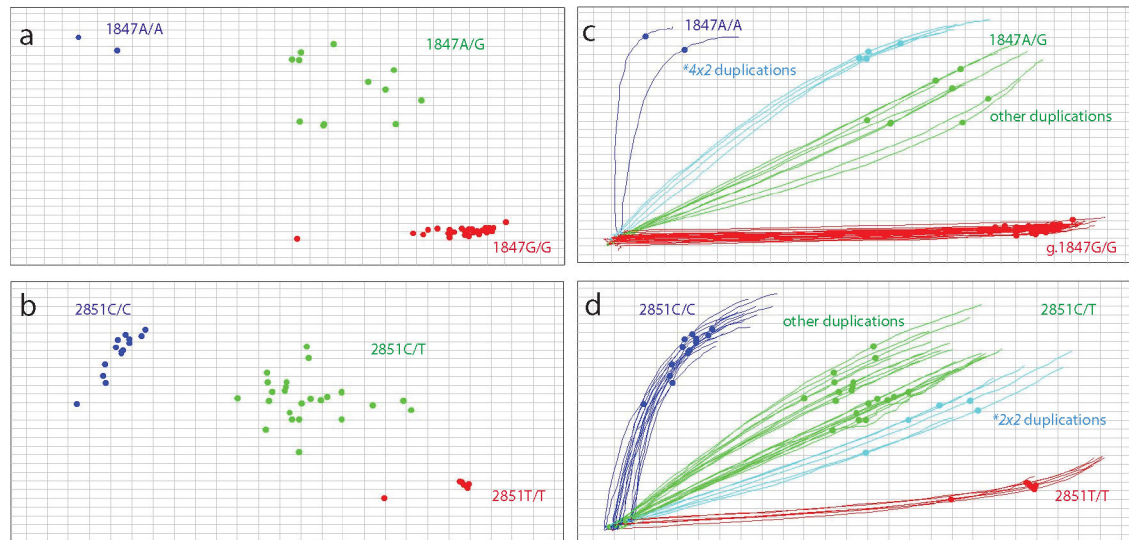 a
1847A/A
1847A/G
1847G/G
c
1847A/A
1847A/G
*4x2 duplications
other duplications
g.1847G/G
b
2851C/C
2851C/T
2851T/T
d
2851C/C
other duplications
2851C/T
*2x2 duplications
2851T/T